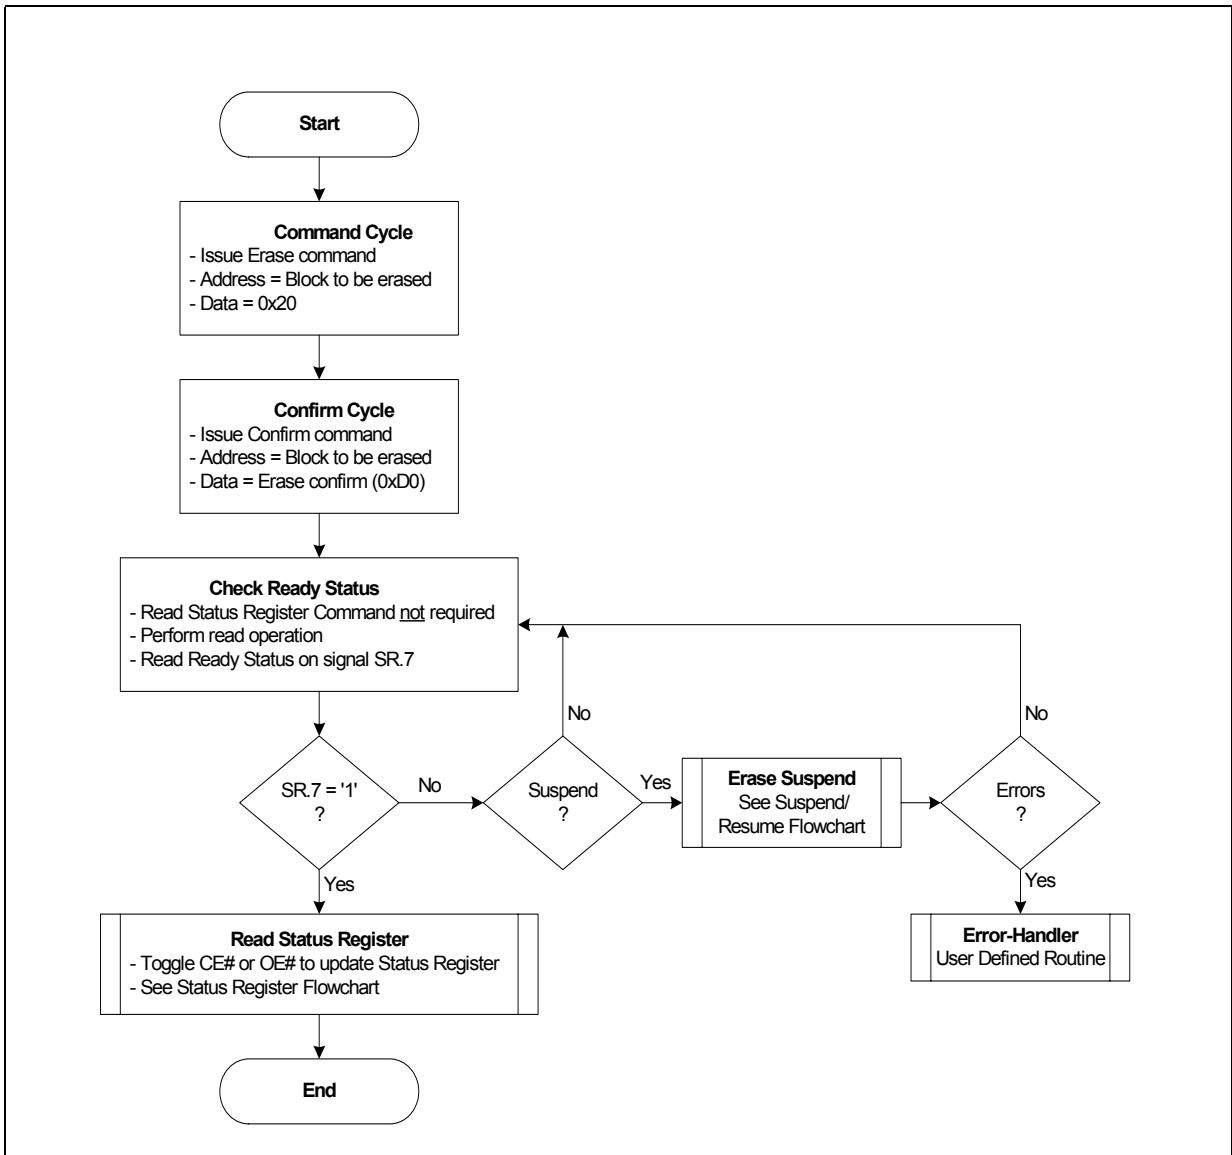 Start
Command Cycle
- Issue Erase command
- Address = Block to be erased
- Data = 0x20
Confirm Cycle
- Issue Confirm command
- Address = Block to be erased
- Data = Erase confirm (0xD0)
Check Ready Status
- Read Status Register Command not required
- Perform read operation
- Read Ready Status on signal SR.7
SR.7 = '1'
?
No
Yes
Suspend
?
No
Yes
Erase Suspend
See Suspend/
Resume Flowchart
Errors
?
No
Yes
Error-Handler
User Defined Routine
Read Status Register
- Toggle CE# or OE# to update Status Register
- See Status Register Flowchart
End